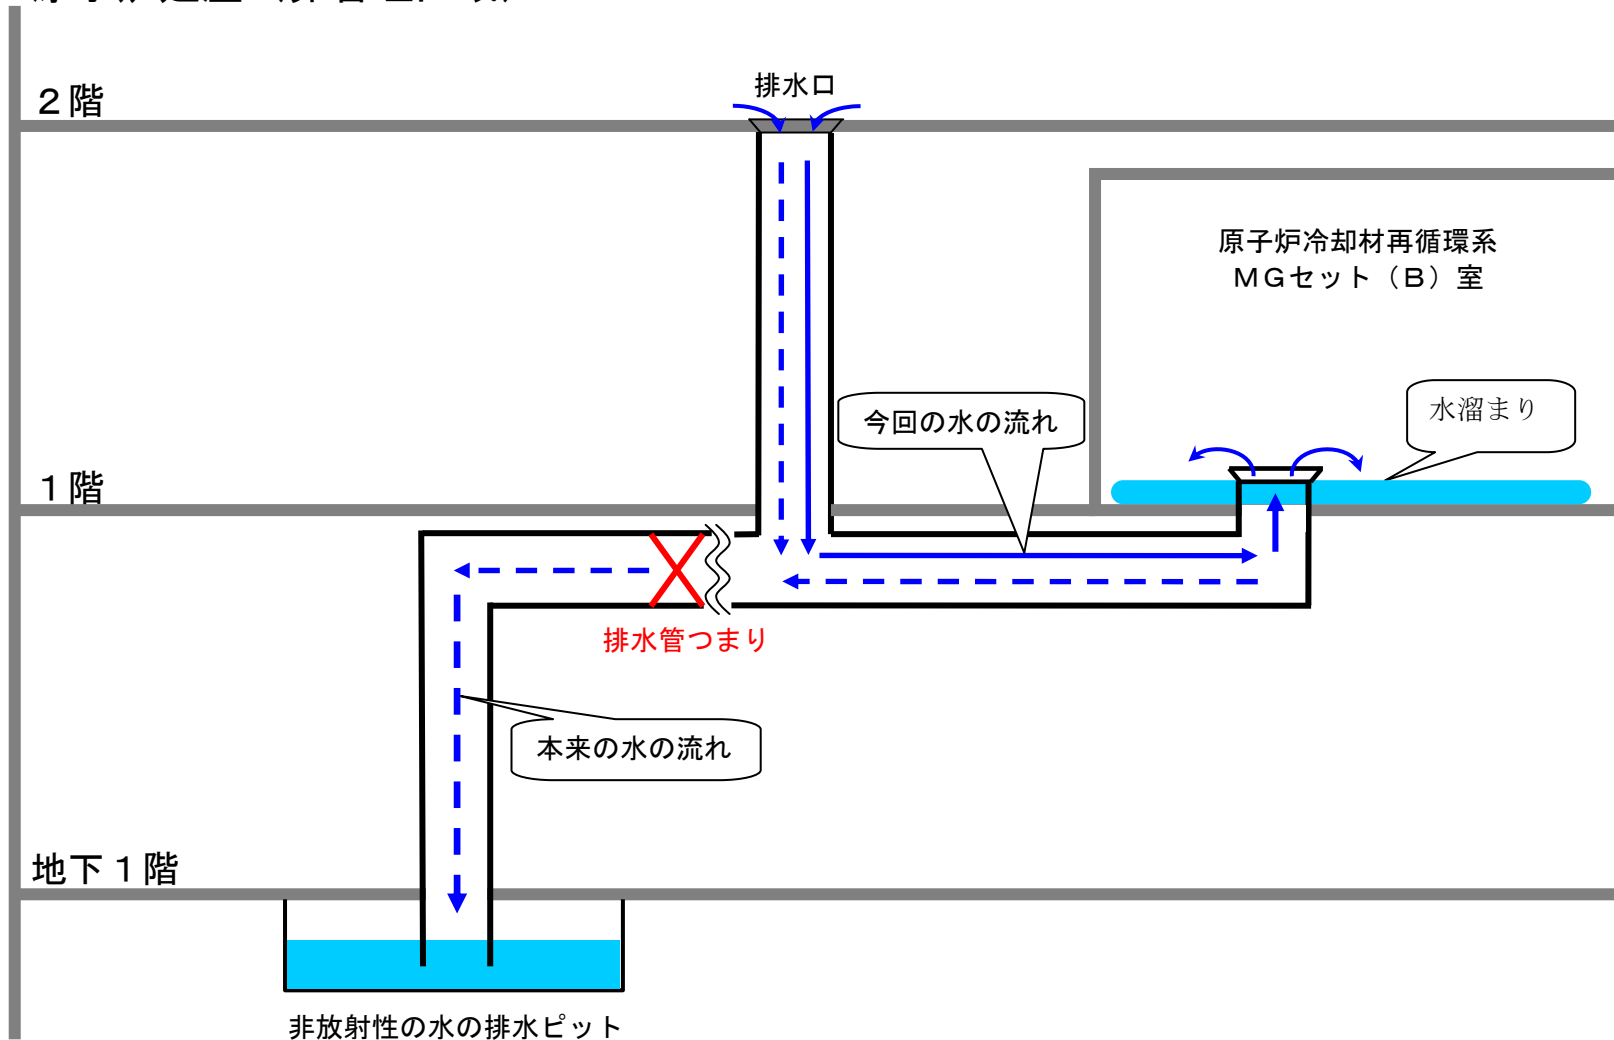 2階
排水口
原子炉冷却材再循環系
MGセット(B)室
今回の水の流れ
水溜まり
1階
排水管つまり
本来の水の流れ
地下1階
非放射性の水の排水ピット